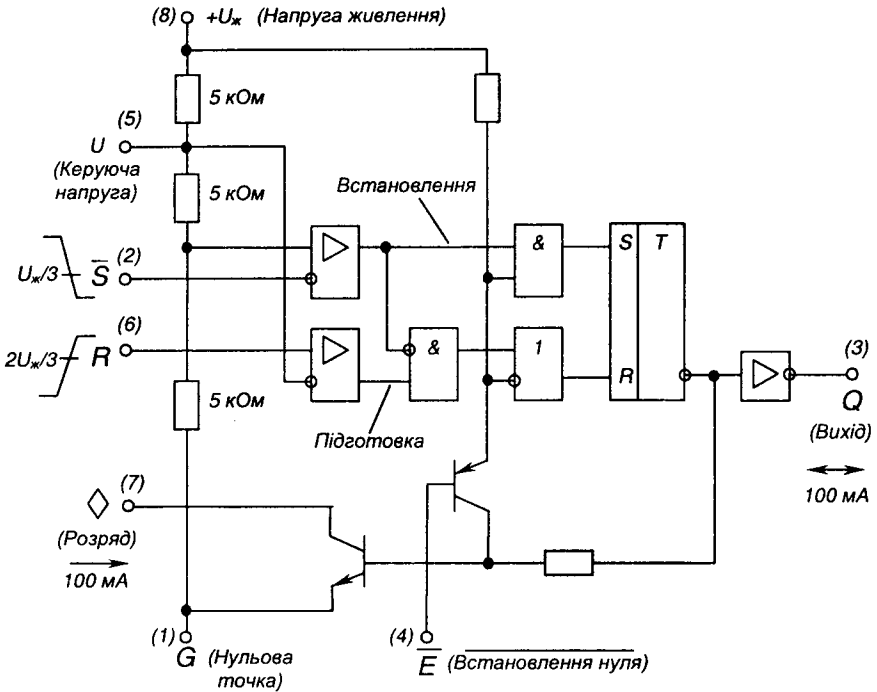 (8) +Uж (Напруга живлення)
5 кОм
(5)
U
(Керуюча
напруга)
5 кОм
Встановлення
Uж/3
S̅
(2)
&
S
T
(6)
2Uж/3
R
&
1
R
(3)
5 кОм
Q
Підготовка
(Вихід)
100 мА
(7)
(Розряд)
100 мА
(1)
G
(Нульова
точка)
(4)
E̅
(Встановлення нуля)